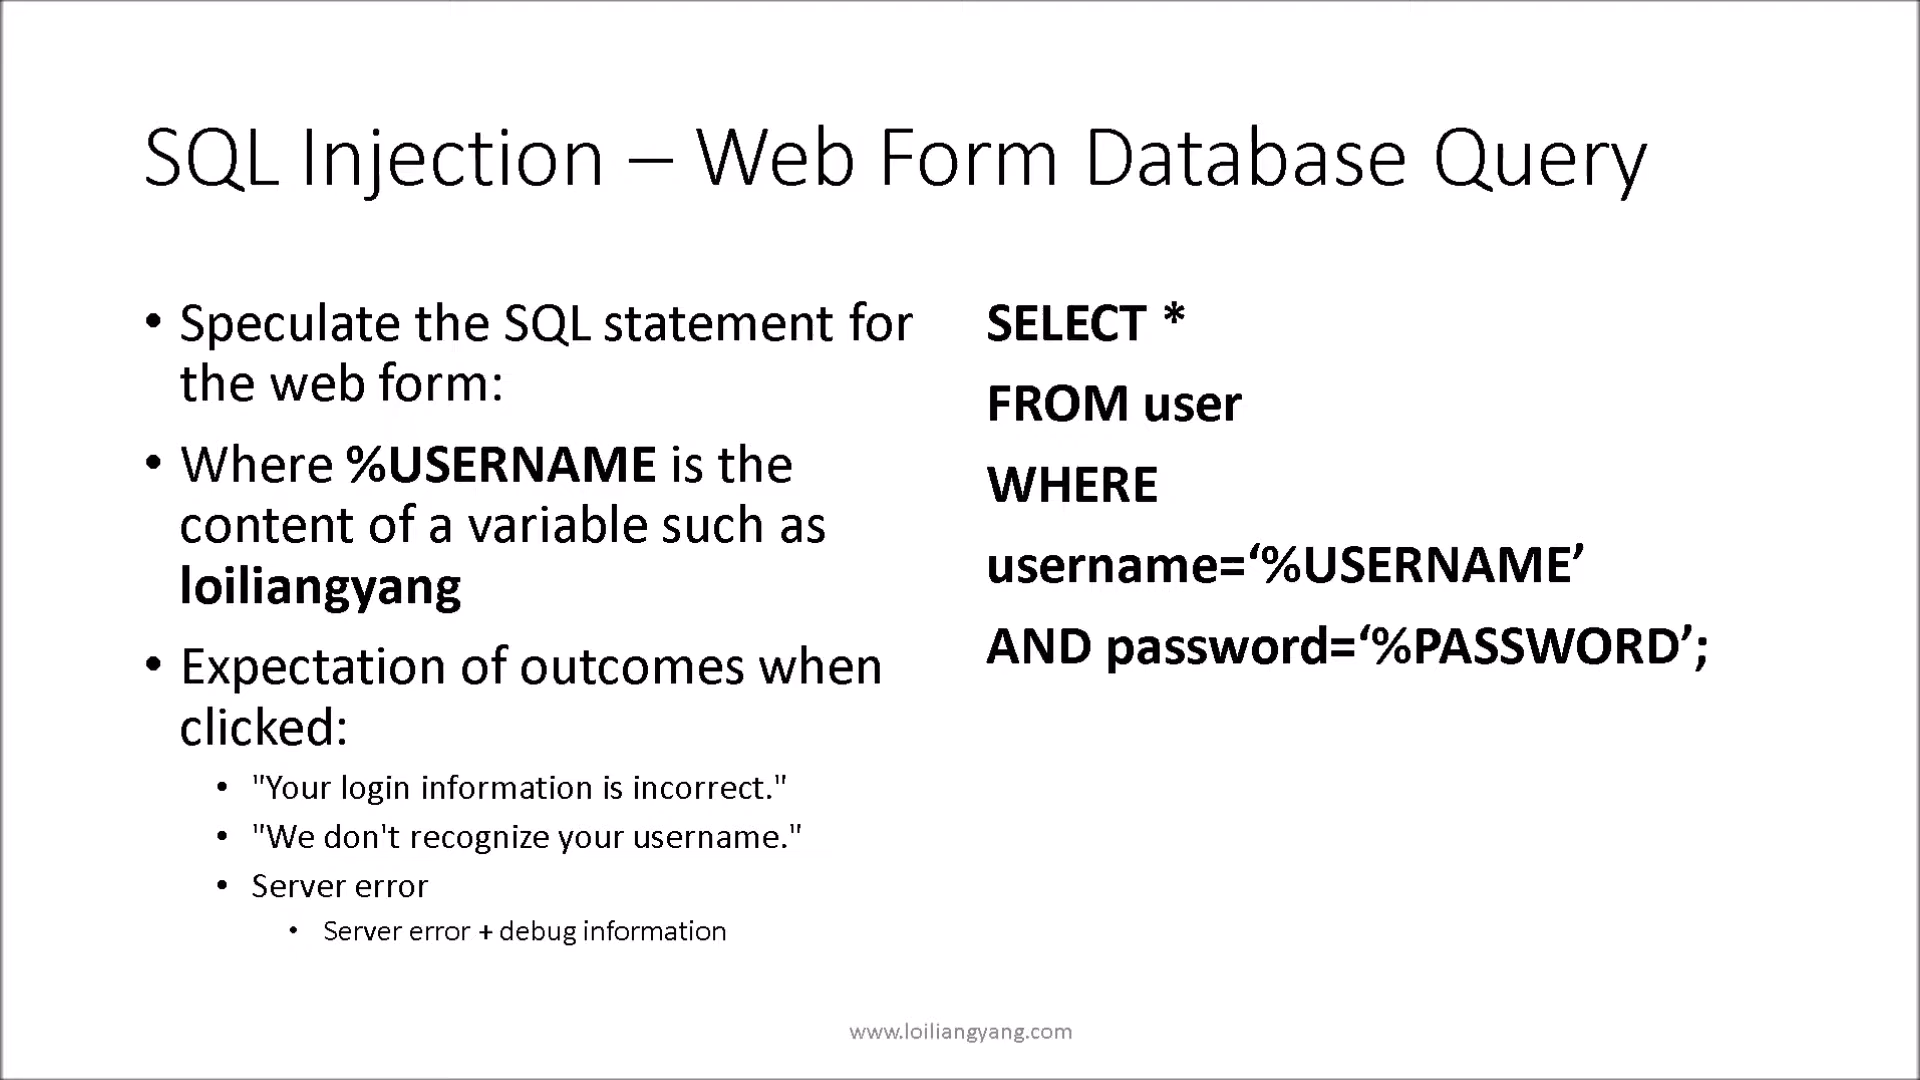 SQL Injection – Web Form Database Query
• Speculate the SQL statement for
the web form:
• Where %USERNAME is the
content of a variable such as
loiliangyang
• Expectation of outcomes when
clicked:
• "Your login information is incorrect."
• "We don't recognize your username."
• Server error
• Server error + debug information
SELECT *
FROM user
WHERE
username=‘%USERNAME’
AND password=‘%PASSWORD’;
www.loiliangyang.com